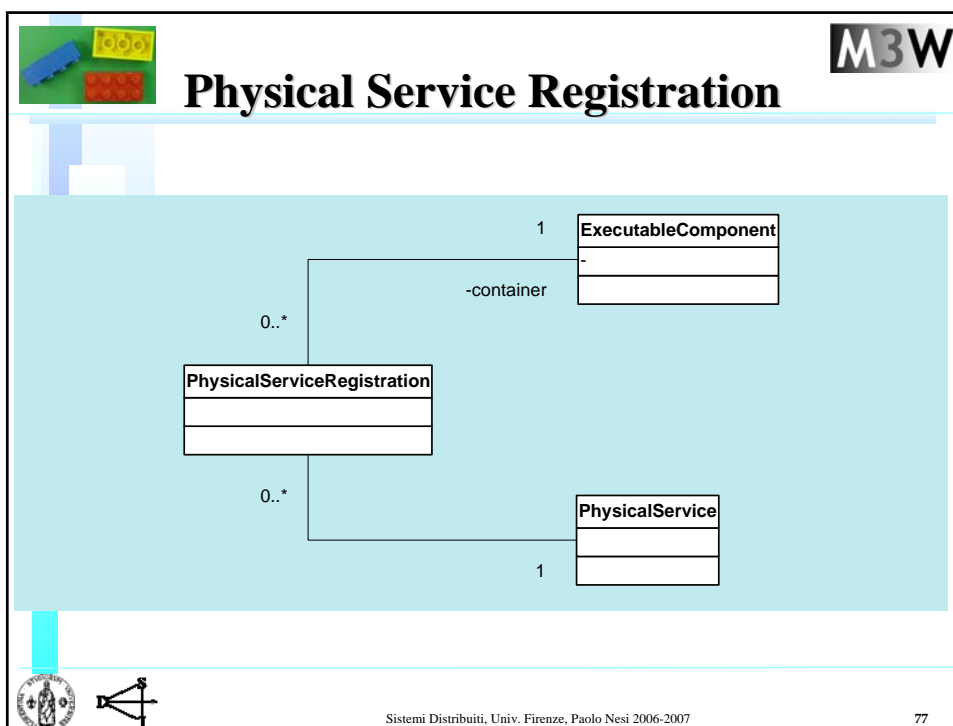 M3W
Physical Service Registration
1
ExecutableComponent
-
-container
0..*
PhysicalServiceRegistration
0..*
PhysicalService
1
D S I
Sistemi Distribuiti, Univ. Firenze, Paolo Nesi 2006-2007
77